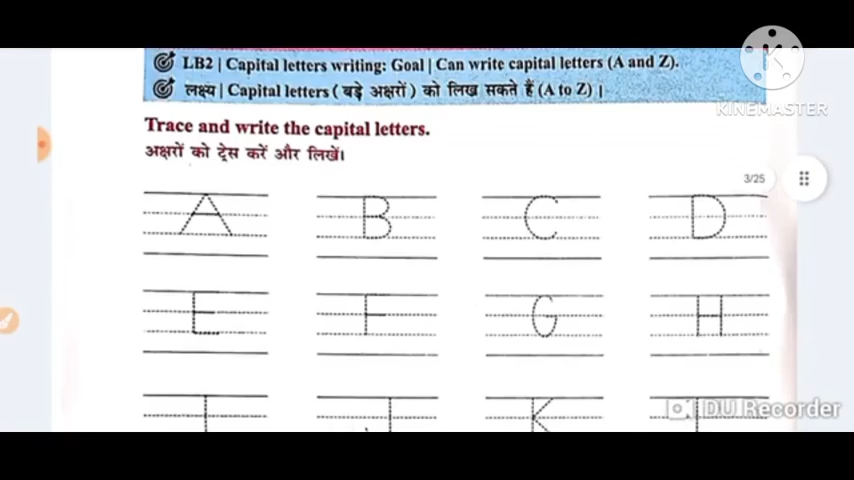 LB2 | Capital letters writing: Goal | Can write capital letters (A and Z).
लक्ष्य | Capital letters ( बड़े अक्षरों ) को लिख सकते हैं (A to Z) |
KINEMASTER
Trace and write the capital letters.
अक्षरों को ट्रेस करें और लिखें।
3/25
A B C D
E F G H
I J K
DU Recorder